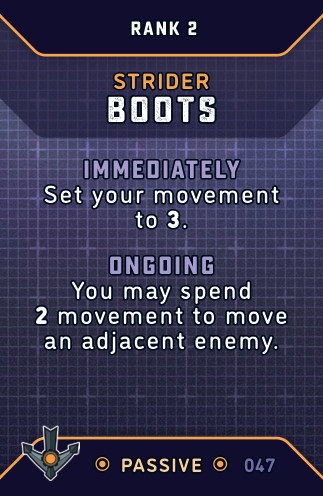 RANK 2
STRIDER
BOOTS
IMMEDIATELY
Set your movement
to 3.
ONGOING
You may spend
2 movement to move
an adjacent enemy.
PASSIVE 047